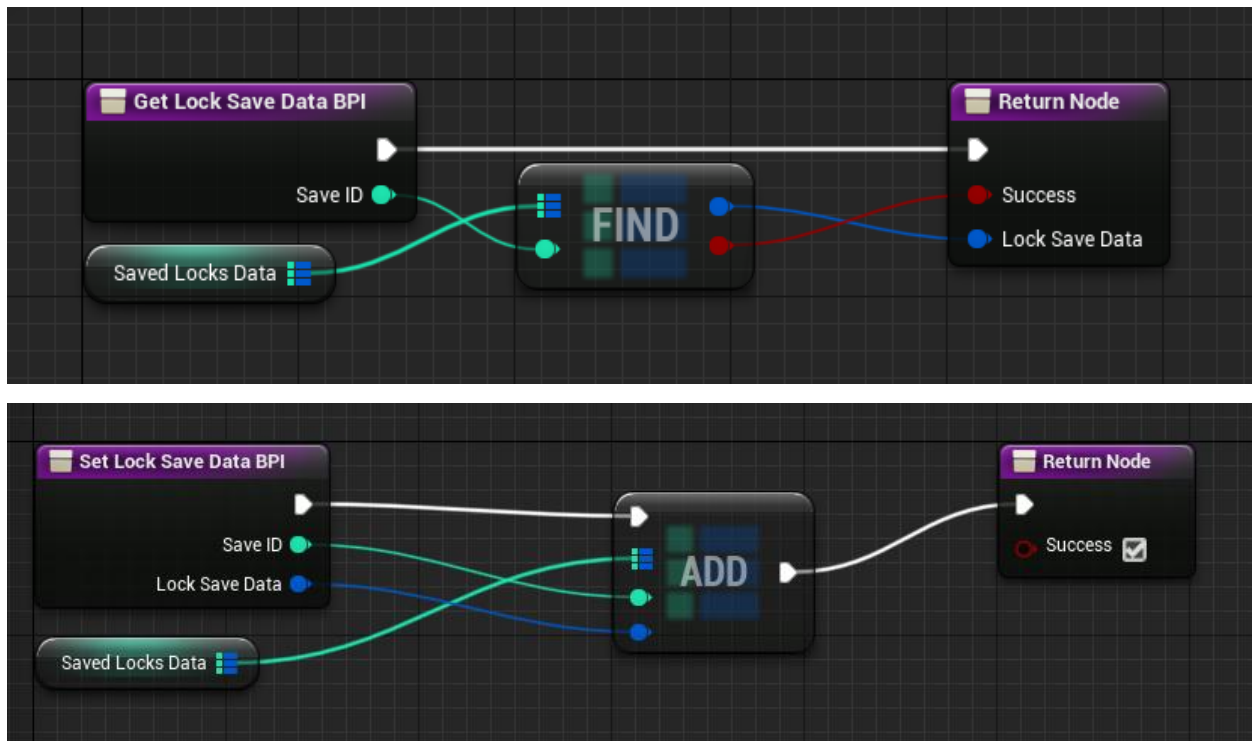 Get Lock Save Data BPI
Return Node
Save ID
FIND
Success
Lock Save Data
Saved Locks Data
Set Lock Save Data BPI
Return Node
Save ID
ADD
Success
Lock Save Data
Saved Locks Data